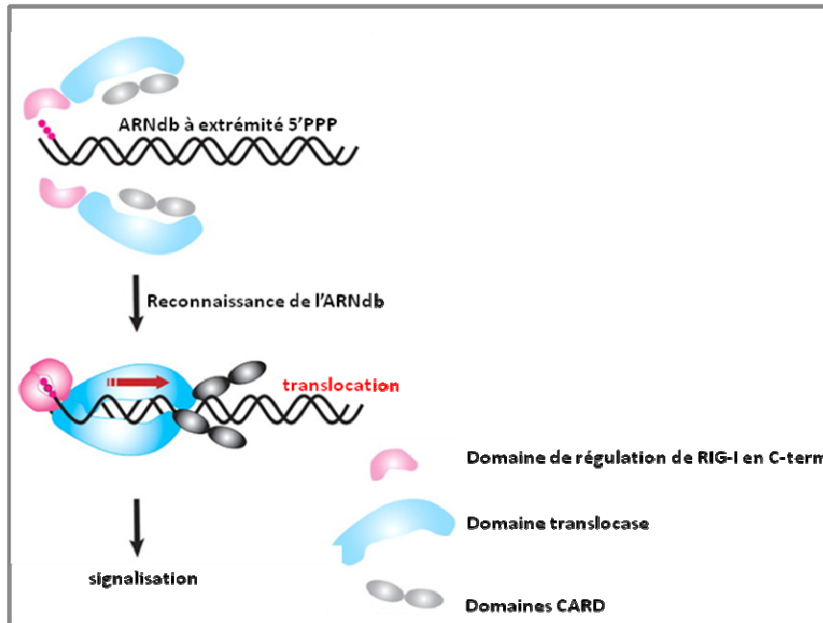 ARNdb à extrémité 5'PPP
Reconnaissance de l'ARNdb
translocation
Domaine de régulation de RIG-I en C-term
Domaine translocase
signalisation
Domaines CARD